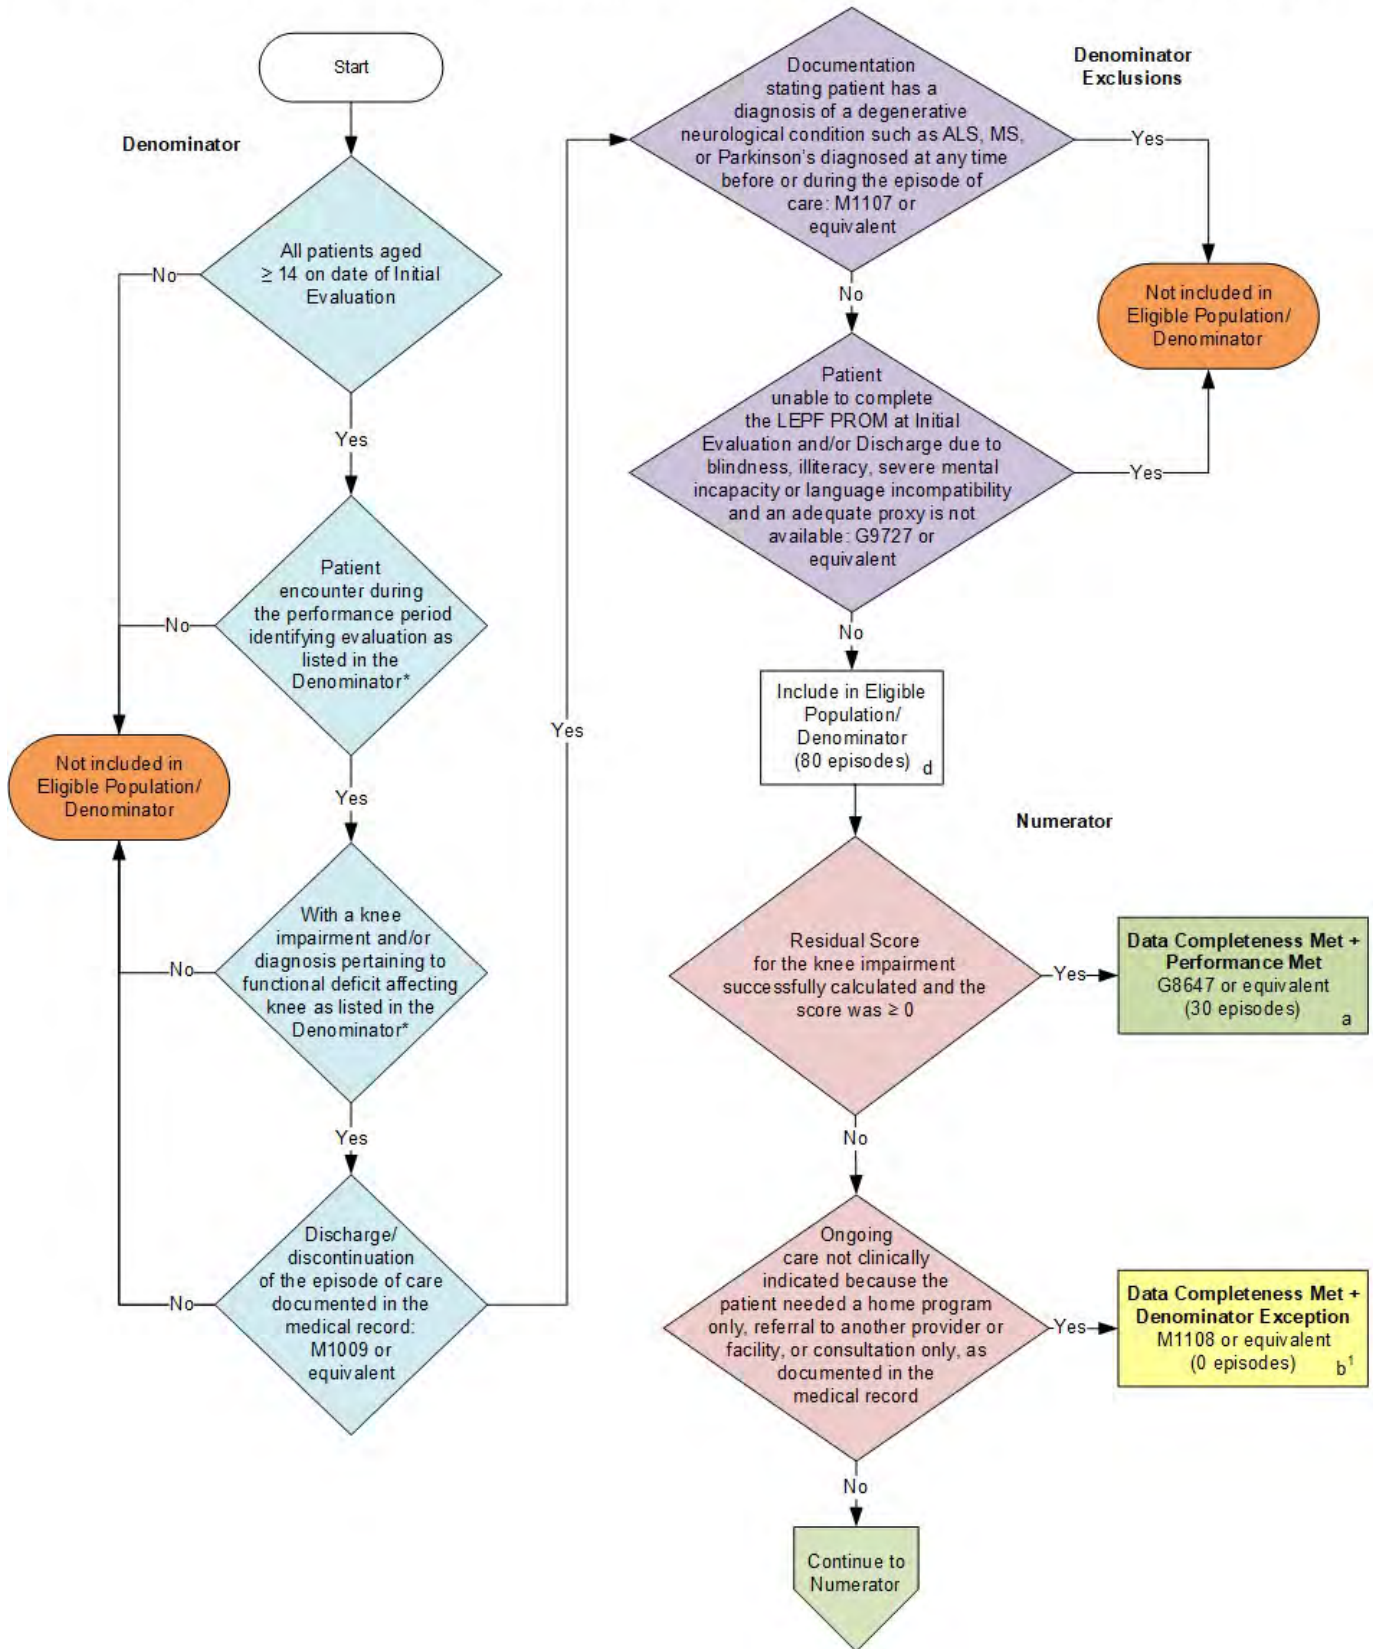 Start
Denominator
All patients aged
≥ 14 on date of Initial
Evaluation
No
Yes
Patient
encounter during
the performance period
identifying evaluation as
listed in the
Denominator*
No
Not included in
Eligible Population/
Denominator
Yes
With a knee
impairment and/or
diagnosis pertaining to
functional deficit affecting
knee as listed in the
Denominator*
No
Yes
Discharge/
discontinuation
of the episode of care
documented in the
medical record:
M1009 or
equivalent
No
Yes
Documentation
stating patient has a
diagnosis of a degenerative
neurological condition such as ALS, MS,
or Parkinson's diagnosed at any time
before or during the episode of
care: M1107 or
equivalent
Denominator
Exclusions
Yes
Not included in
Eligible Population/
Denominator
No
Patient
unable to complete
the LEPF PROM at Initial
Evaluation and/or Discharge due to
blindness, illiteracy, severe mental
incapacity or language incompatibility
and an adequate proxy is not
available: G9727 or
equivalent
Yes
No
Include in Eligible
Population/
Denominator
(80 episodes)
d
Numerator
Residual Score
for the knee impairment
successfully calculated and the
score was ≥ 0
Yes
Data Completeness Met +
Performance Met
G8647 or equivalent
(30 episodes)
a
No
Ongoing
care not clinically
indicated because the
patient needed a home program
only, referral to another provider or
facility, or consultation only, as
documented in the
medical record
Yes
Data Completeness Met +
Denominator Exception
M1108 or equivalent
(0 episodes)
b¹
No
Continue to
Numerator